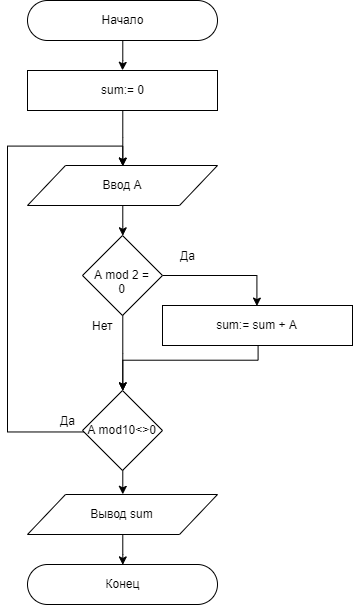 Начало
sum:= 0
Ввод A
A mod 2 =
0
Да
Нет
sum:= sum + A
Да
A mod10<>0
Вывод sum
Конец